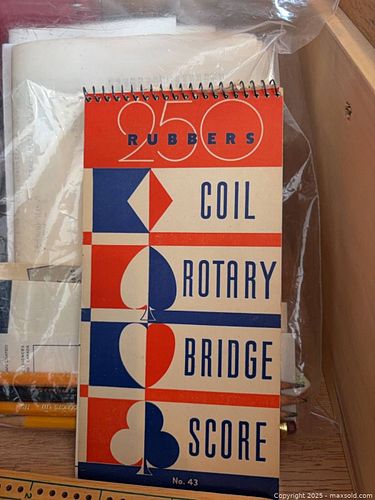 250
RUBBERS
COIL
ROTARY
BRIDGE
SCORE
No. 43
Copyright 2025 - maxsold.com